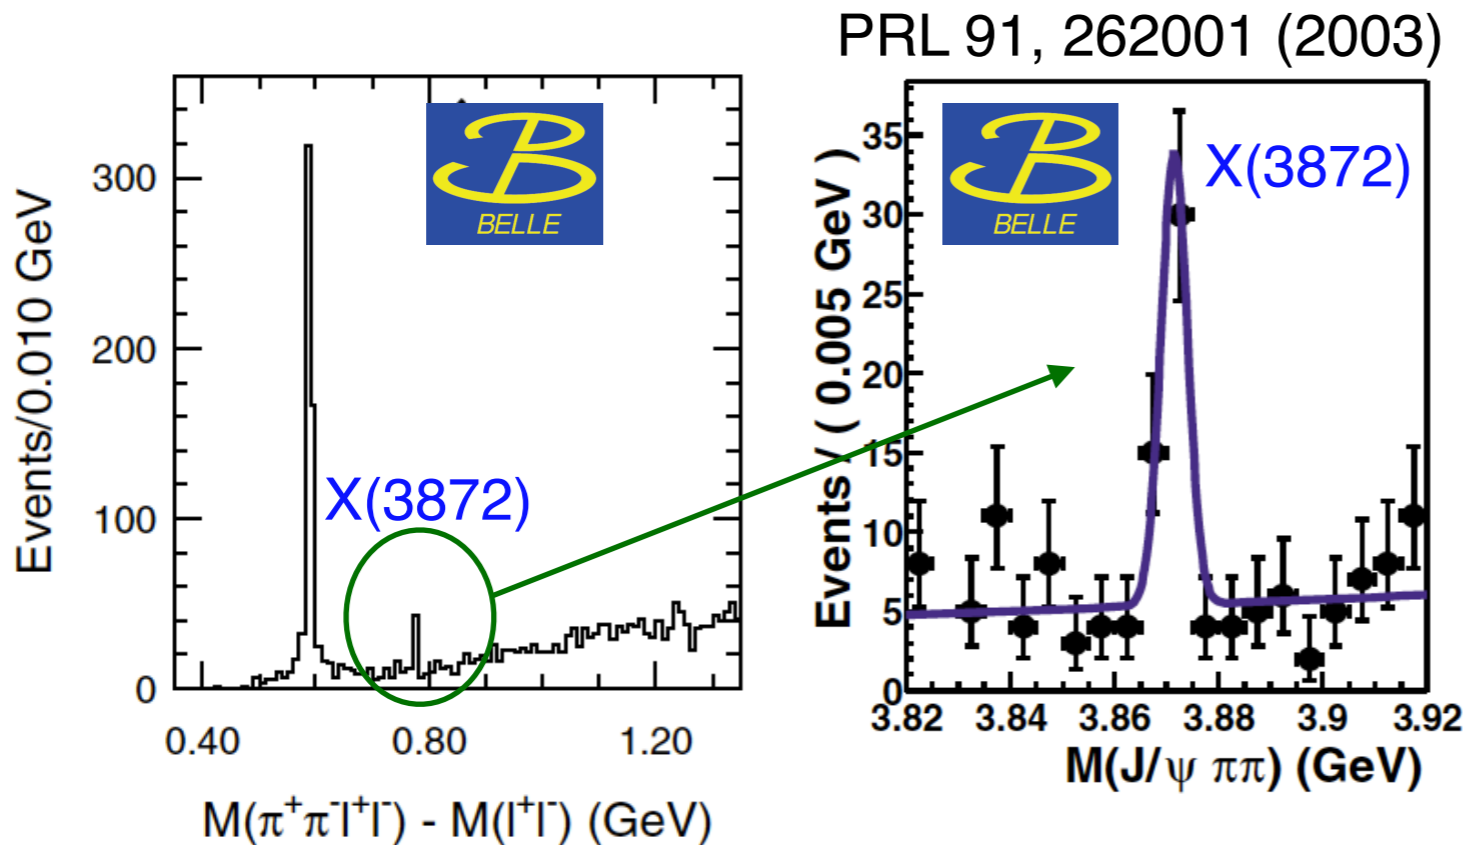 PRL 91, 262001 (2003)
Events/0.010 GeV
300
200
100
0
0.40
0.80
1.20
M(π⁺π⁻l⁺l⁻) - M(l⁺l⁻) (GeV)
B
BELLE
X(3872)
Events / ( 0.005 GeV )
35
30
25
20
15
10
5
0
3.82
3.84
3.86
3.88
3.9
3.92
M(J/ψ ππ) (GeV)
B
BELLE
X(3872)